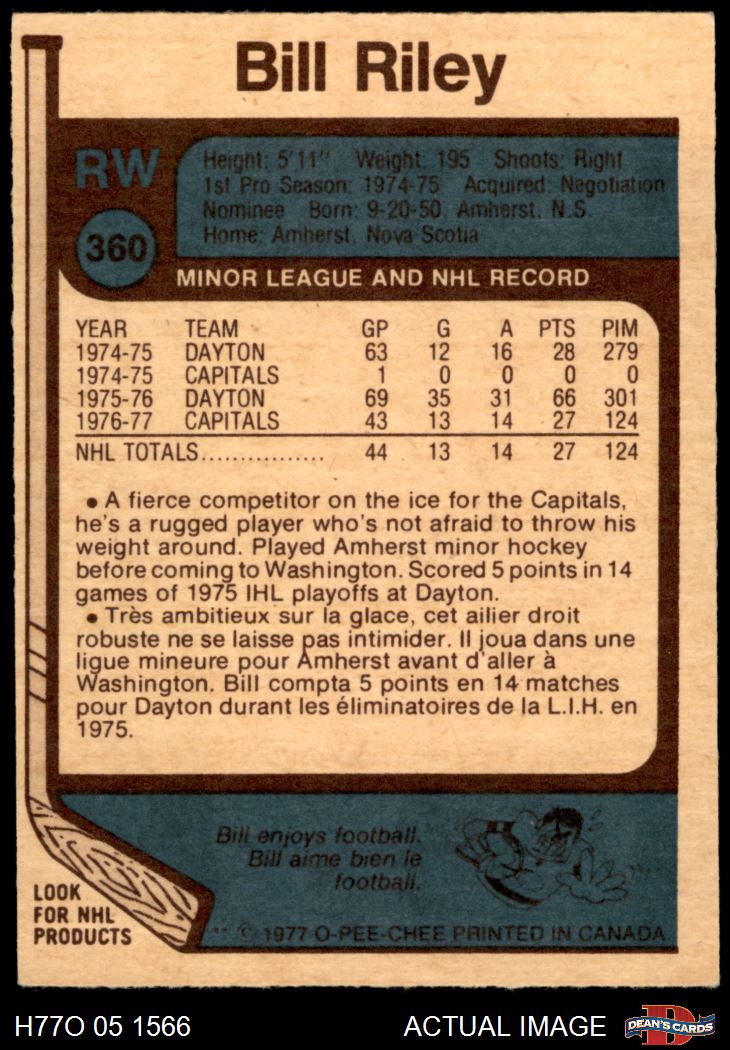 Bill Riley
RW
Height: 5'11" Weight: 195 Shoots: Right
1st Pro Season: 1974-75 Acquired: Negotiation
Nominee Born: 9-20-50, Amherst, N.S.
Home: Amherst, Nova Scotia
360
MINOR LEAGUE AND NHL RECORD
YEAR TEAM GP G A PTS PIM
1974-75 DAYTON 63 12 16 28 279
1974-75 CAPITALS 1 0 0 0 0
1975-76 DAYTON 69 35 31 66 301
1976-77 CAPITALS 43 13 14 27 124
NHL TOTALS................ 44 13 14 27 124
• A fierce competitor on the ice for the Capitals,
he's a rugged player who's not afraid to throw his
weight around. Played Amherst minor hockey
before coming to Washington. Scored 5 points in 14
games of 1975 IHL playoffs at Dayton.
• Très ambitieux sur la glace, cet ailier droit
robuste ne se laisse pas intimider. Il joua dans une
ligue mineure pour Amherst avant d'aller à
Washington. Bill compta 5 points en 14 matches
pour Dayton durant les éliminatoires de la L.I.H. en
1975.
Bill enjoys football.
Bill aime bien le
football.
LOOK
FOR NHL
PRODUCTS
** © 1977 O-PEE-CHEE PRINTED IN CANADA
H77O 05 1566
ACTUAL IMAGE
D
DEAN'S CARDS